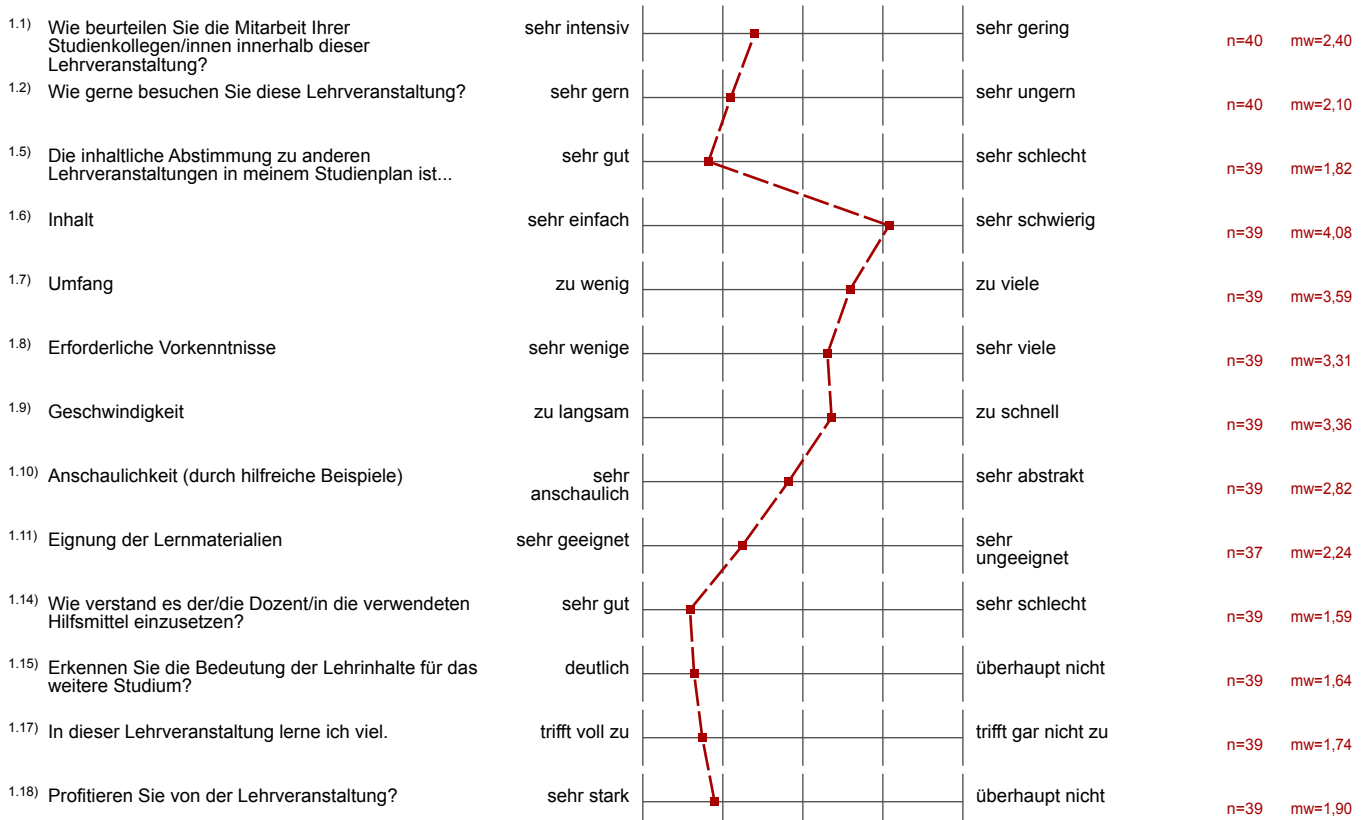 1.1) Wie beurteilen Sie die Mitarbeit Ihrer sehr intensiv sehr gering n=40 mw=2,40
Studienkollegen/innen innerhalb dieser
Lehrveranstaltung?
1.2) Wie gerne besuchen Sie diese Lehrveranstaltung? sehr gern sehr ungern n=40 mw=2,10
1.5) Die inhaltliche Abstimmung zu anderen sehr gut sehr schlecht n=39 mw=1,82
Lehrveranstaltungen in meinem Studienplan ist...
1.6) Inhalt sehr einfach sehr schwierig n=39 mw=4,08
1.7) Umfang zu wenig zu viele n=39 mw=3,59
1.8) Erforderliche Vorkenntnisse sehr wenige sehr viele n=39 mw=3,31
1.9) Geschwindigkeit zu langsam zu schnell n=39 mw=3,36
1.10) Anschaulichkeit (durch hilfreiche Beispiele) sehr sehr abstrakt n=39 mw=2,82
anschaulich
1.11) Eignung der Lernmaterialien sehr geeignet sehr n=37 mw=2,24
ungeeignet
1.14) Wie verstand es der/die Dozent/in die verwendeten sehr gut sehr schlecht n=39 mw=1,59
Hilfsmittel einzusetzen?
1.15) Erkennen Sie die Bedeutung der Lehrinhalte für das deutlich überhaupt nicht n=39 mw=1,64
weitere Studium?
1.17) In dieser Lehrveranstaltung lerne ich viel. trifft voll zu trifft gar nicht zu n=39 mw=1,74
1.18) Profitieren Sie von der Lehrveranstaltung? sehr stark überhaupt nicht n=39 mw=1,90